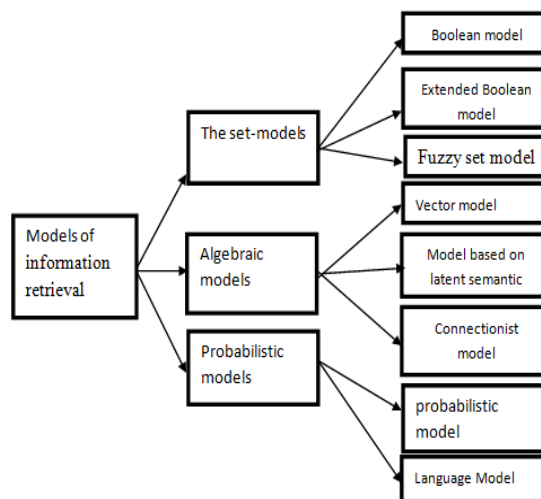 Models of
information
retrieval
The set-models
Algebraic
models
Probabilistic
models
Boolean model
Extended Boolean
model
Fuzzy set model
Vector model
Model based on
latent semantic
Connectionist
model
probabilistic
model
Language Model